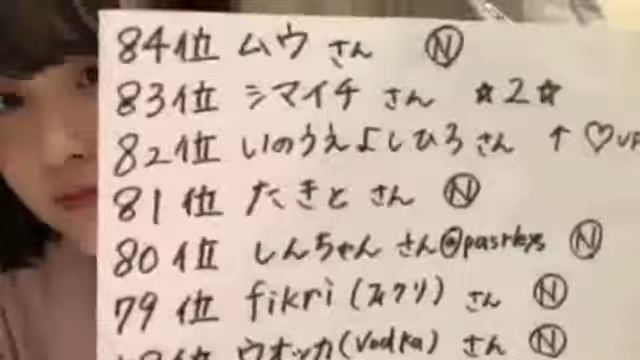 84位 ムウ さん Ⓝ
83位 シマイチ さん ☆2☆
82位 いのうえよしひろ さん ↑ ♡UP
81位 たきと さん Ⓝ
80位 しんちゃん さん Ⓝ
79位 fikri(フィクリ) さん Ⓝ
ウオッカ(Vodka) さん Ⓝ